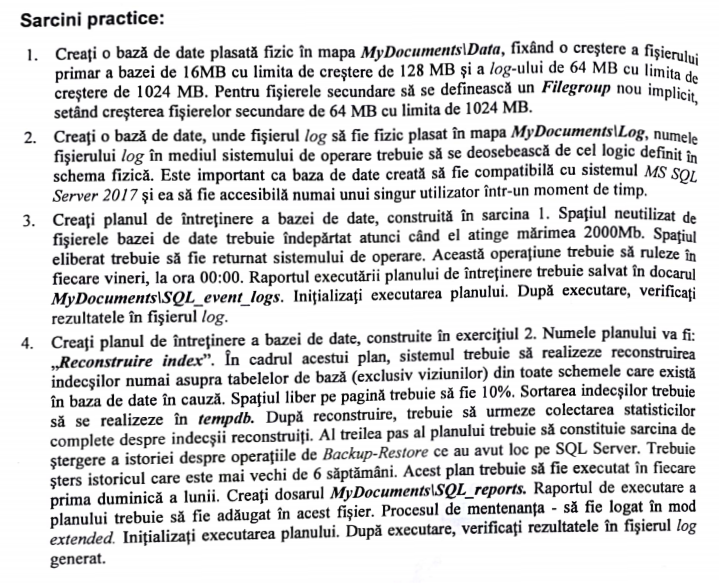 Sarcini practice:
1. Creați o bază de date plasată fizic în mapa MyDocuments\Data, fixând o creștere a fișierului
primar a bazei de 16MB cu limita de creștere de 128 MB și a log-ului de 64 MB cu limita de
creștere de 1024 MB. Pentru fișierele secundare să se definească un Filegroup nou implicit,
setând creșterea fișierelor secundare de 64 MB cu limita de 1024 MB.
2. Creați o bază de date, unde fișierul log să fie fizic plasat în mapa MyDocuments\Log, numele
fișierului log în mediul sistemului de operare trebuie să se deosebească de cel logic definit în
schema fizică. Este important ca baza de date creată să fie compatibilă cu sistemul MS SQL
Server 2017 și ea să fie accesibilă numai unui singur utilizator într-un moment de timp.
3. Creați planul de întreținere a bazei de date, construită în sarcina 1. Spațiul neutilizat de
fișierele bazei de date trebuie îndepărtat atunci când el atinge mărimea 2000Mb. Spațiul
eliberat trebuie să fie returnat sistemului de operare. Această operațiune trebuie să ruleze în
fiecare vineri, la ora 00:00. Raportul executării planului de întreținere trebuie salvat în docarul
MyDocuments\SQL_event_logs. Inițializați executarea planului. După executare, verificați
rezultatele în fișierul log.
4. Creați planul de întreținere a bazei de date, construite în exercițiul 2. Numele planului va fi:
„Reconstruire index”. În cadrul acestui plan, sistemul trebuie să realizeze reconstruirea
indecșilor numai asupra tabelelor de bază (exclusiv viziunilor) din toate schemele care există
în baza de date în cauză. Spațiul liber pe pagină trebuie să fie 10%. Sortarea indecșilor trebuie
să se realizeze în tempdb. După reconstruire, trebuie să urmeze colectarea statisticilor
complete despre indecșii reconstruiți. Al treilea pas al planului trebuie să constituie sarcina de
ștergere a istoriei despre operațiile de Backup-Restore ce au avut loc pe SQL Server. Trebuie
șters istoricul care este mai vechi de 6 săptămâni. Acest plan trebuie să fie executat în fiecare
prima duminică a lunii. Creați dosarul MyDocuments\SQL_reports. Raportul de executare a
planului trebuie să fie adăugat în acest fișier. Procesul de mentenanța - să fie logat în mod
extended. Inițializați executarea planului. După executare, verificați rezultatele în fișierul log
generat.